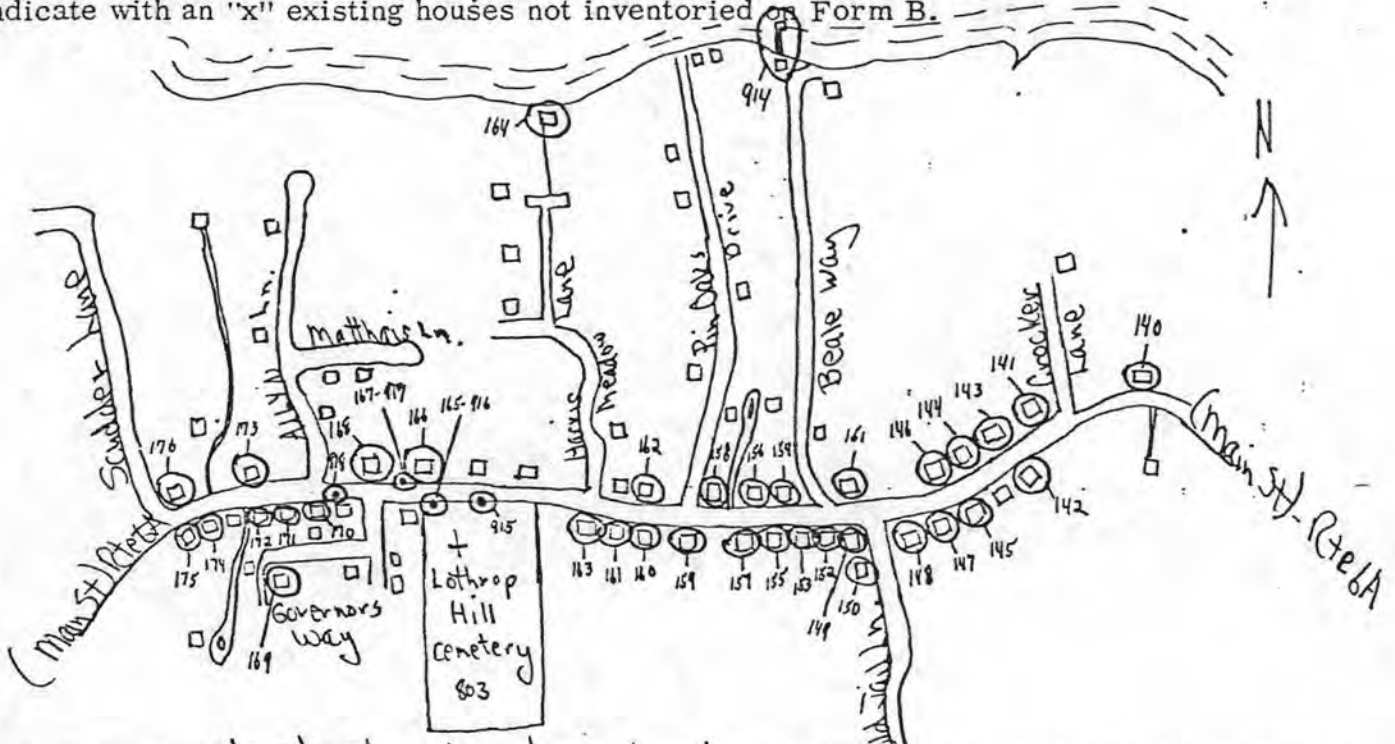 ndicate with an "x" existing houses not inventoried on Form B.
914
164
N
Scudder Lane
Allyn Ln.
Matthais Ln.
Lane
Meadow
Harris
Pin Oaks Drive
Beale Way
Crocker Lane
140
141
143
144
146
142
145
147
148
161
150
149
152
153
155
157
159
160
161
163
162
158
156
154
915
165-916
166
167-917
168
918
173
176
175
174
172
171
170
169
Governors
Way
Lothrop
Hill
Cemetery
803
(Main St)
(Main St)-Rte 6A